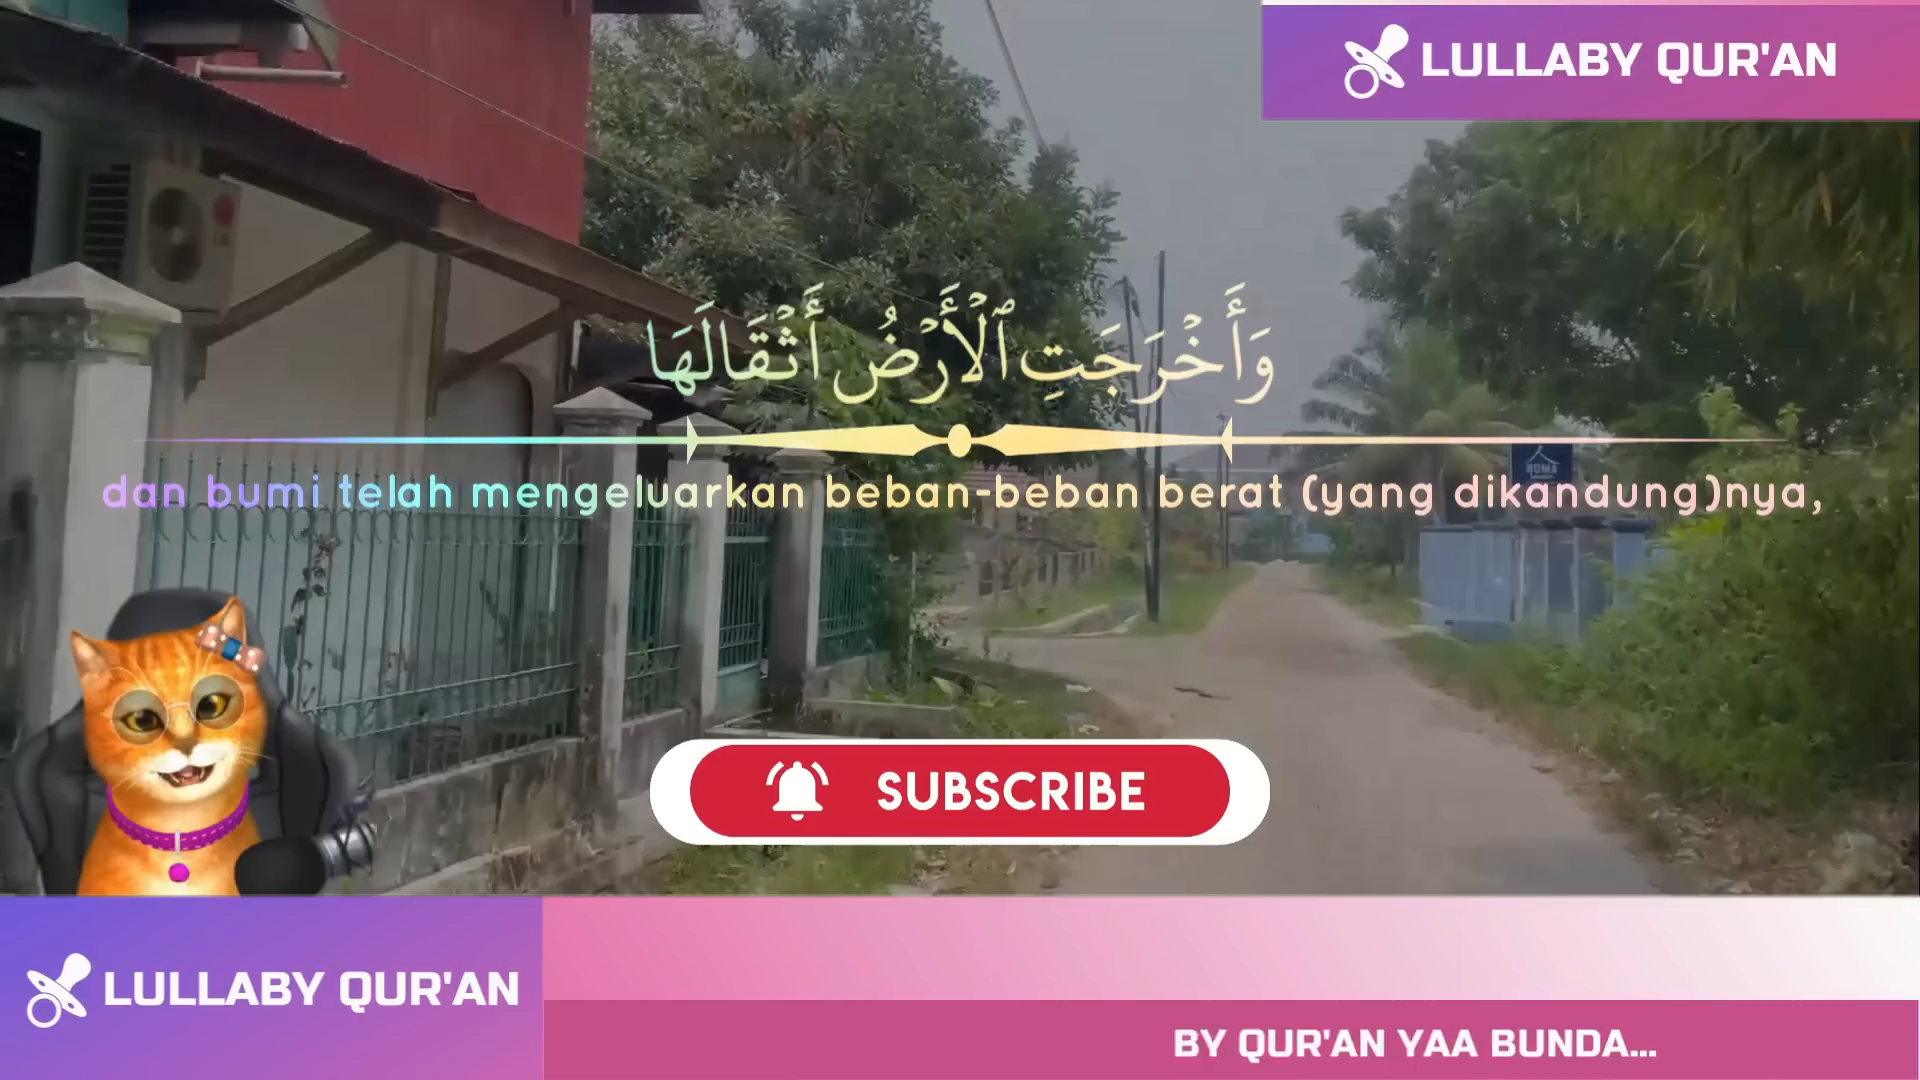 LULLABY QUR'AN
وَأَخْرَجَتِ ٱلْأَرْضُ أَثْقَالَهَا
dan bumi telah mengeluarkan beban-beban berat (yang dikandung)nya,
HUMA
SUBSCRIBE
LULLABY QUR'AN
BY QUR'AN YAA BUNDA...